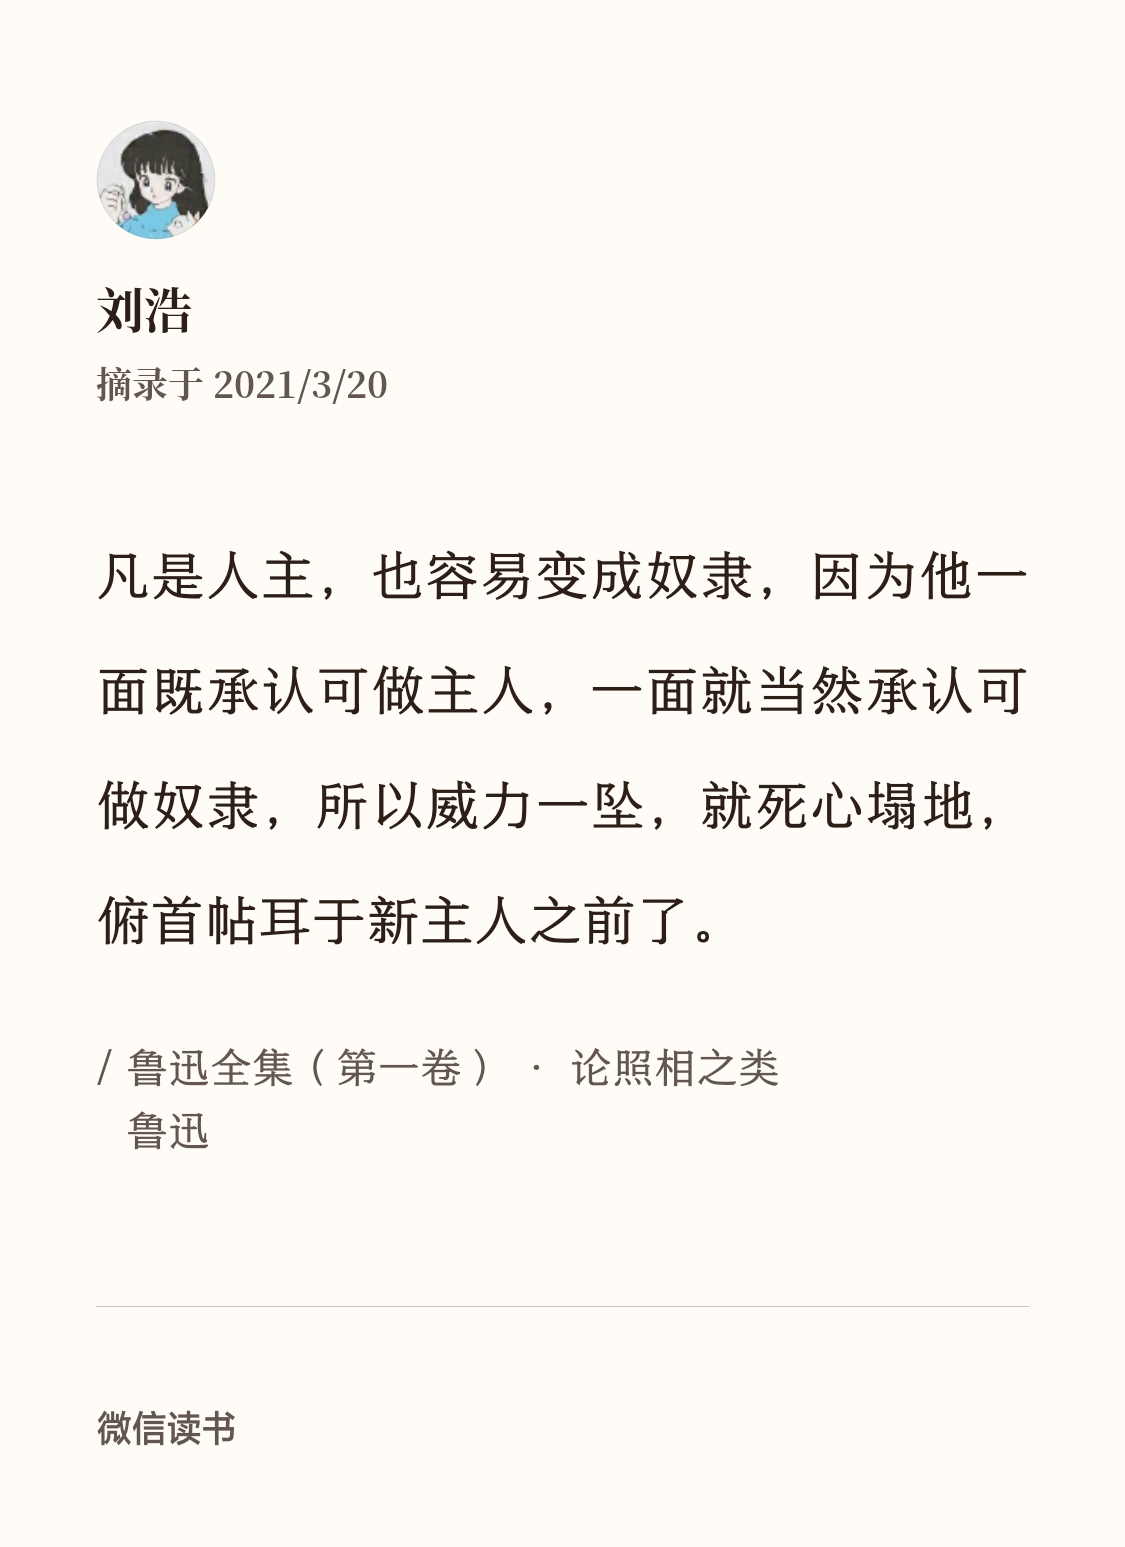 刘浩
摘录于 2021/3/20
凡是人主，也容易变成奴隶，因为他一
面既承认可做主人，一面就当然承认可
做奴隶，所以威力一坠，就死心塌地，
俯首帖耳于新主人之前了。
/ 鲁迅全集（第一卷） · 论照相之类
鲁迅
微信读书